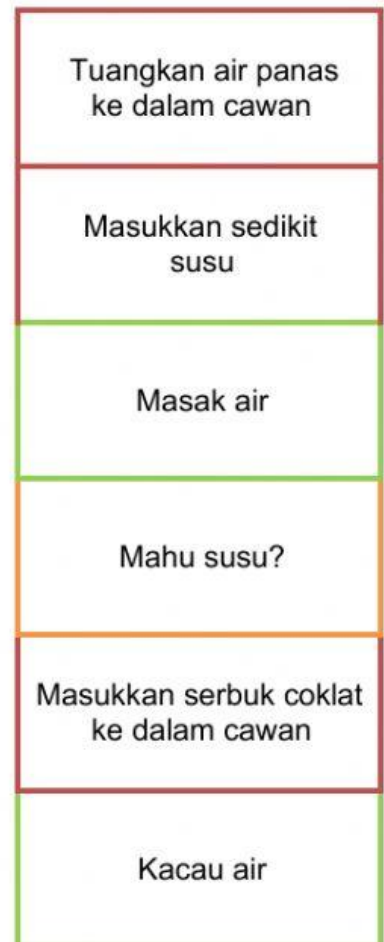 Tuangkan air panas
ke dalam cawan
Masukkan sedikit
susu
Masak air
Mahu susu?
Masukkan serbuk coklat
ke dalam cawan
Kacau air